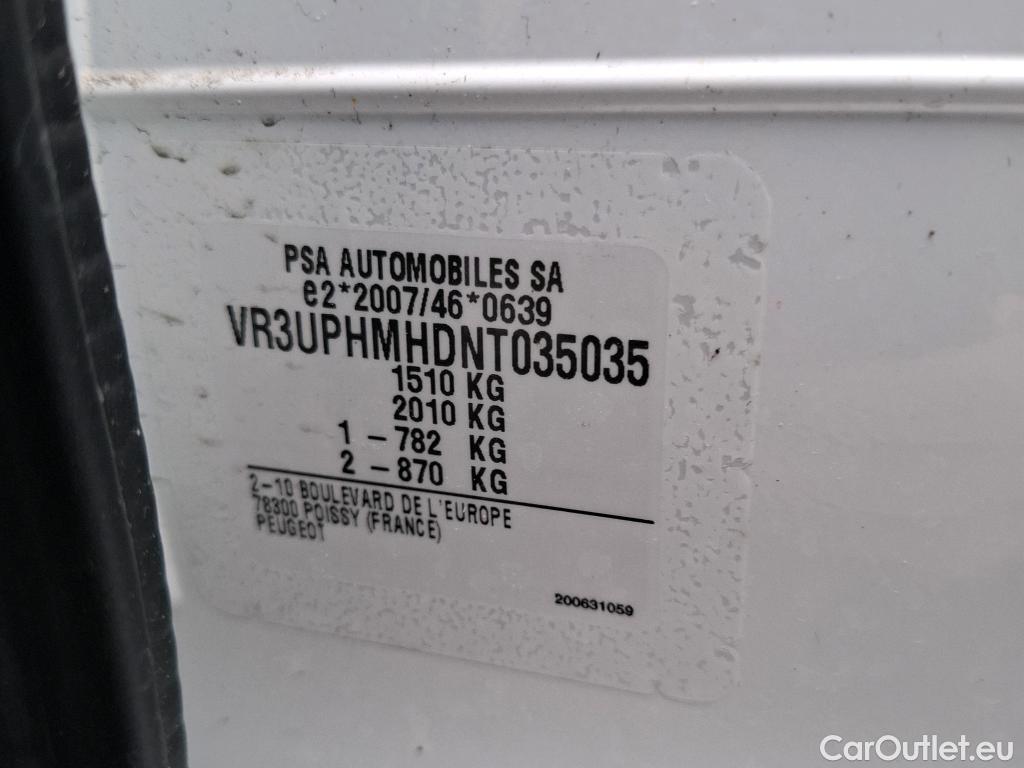 PSA AUTOMOBILES SA
e2*2007/46*0639
VR3UPHMHDNT035035
1510 KG
2010 KG
1 - 782 KG
2 - 870 KG
2-10 BOULEVARD DE L'EUROPE
78300 POISSY (FRANCE)
PEUGEOT
200631059
CarOutlet.eu